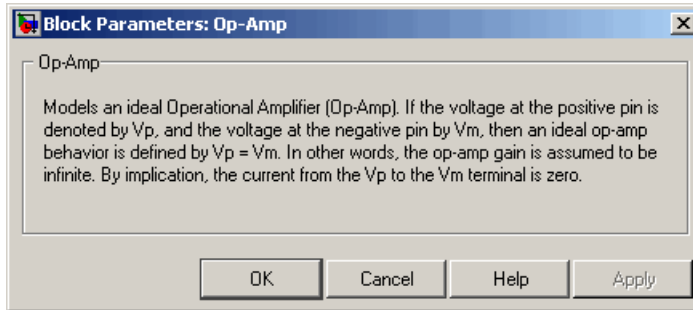 Block Parameters: Op-Amp
Op-Amp
Models an ideal Operational Amplifier (Op-Amp). If the voltage at the positive pin is
denoted by Vp, and the voltage at the negative pin by Vm, then an ideal op-amp
behavior is defined by Vp = Vm. In other words, the op-amp gain is assumed to be
infinite. By implication, the current from the Vp to the Vm terminal is zero.
OK Cancel Help Apply